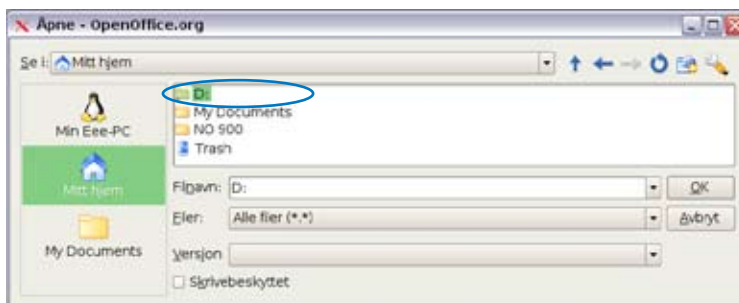 Åpne - OpenOffice.org
Se i: Mitt hjem
D:
My Documents
NO 900
Trash
Min Eee-PC
Mitt hjem
My Documents
Filnavn: D:
OK
Filer: Alle filer (*.*)
Avbryt
Versjon
Skrivebeskyttet